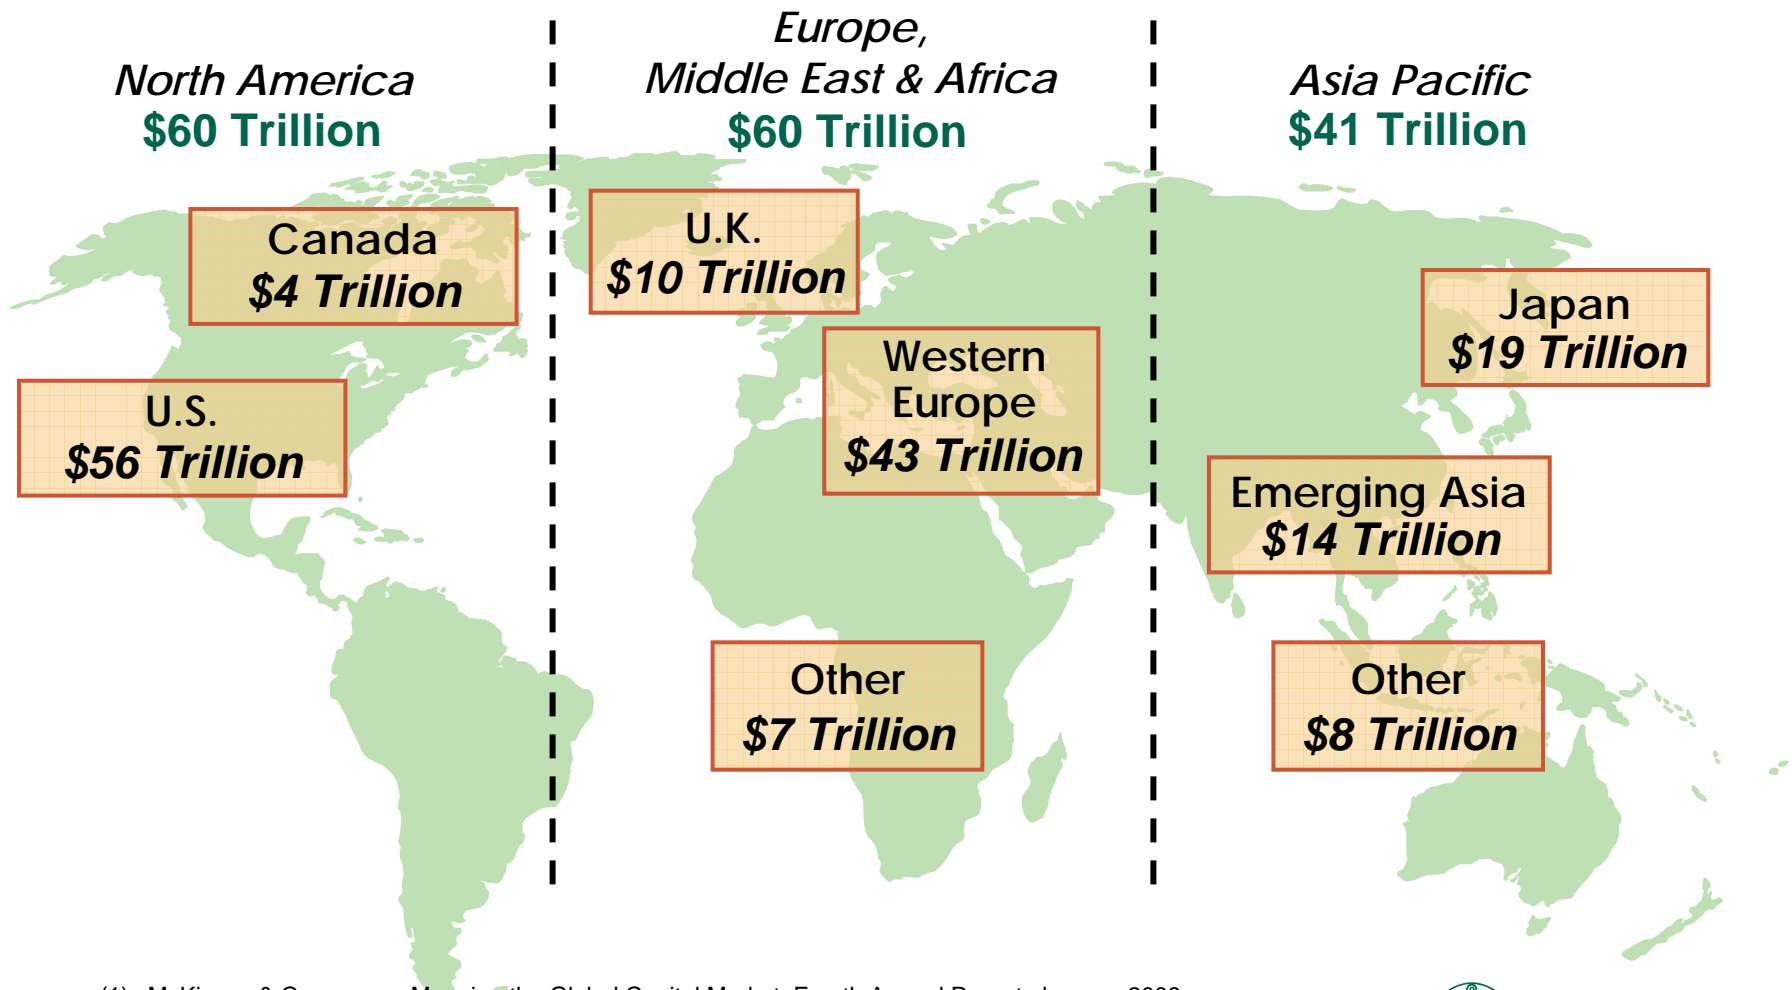 North America
$60 Trillion
Europe,
Middle East & Africa
$60 Trillion
Asia Pacific
$41 Trillion
Canada
$4 Trillion
U.S.
$56 Trillion
U.K.
$10 Trillion
Western
Europe
$43 Trillion
Other
$7 Trillion
Japan
$19 Trillion
Emerging Asia
$14 Trillion
Other
$8 Trillion